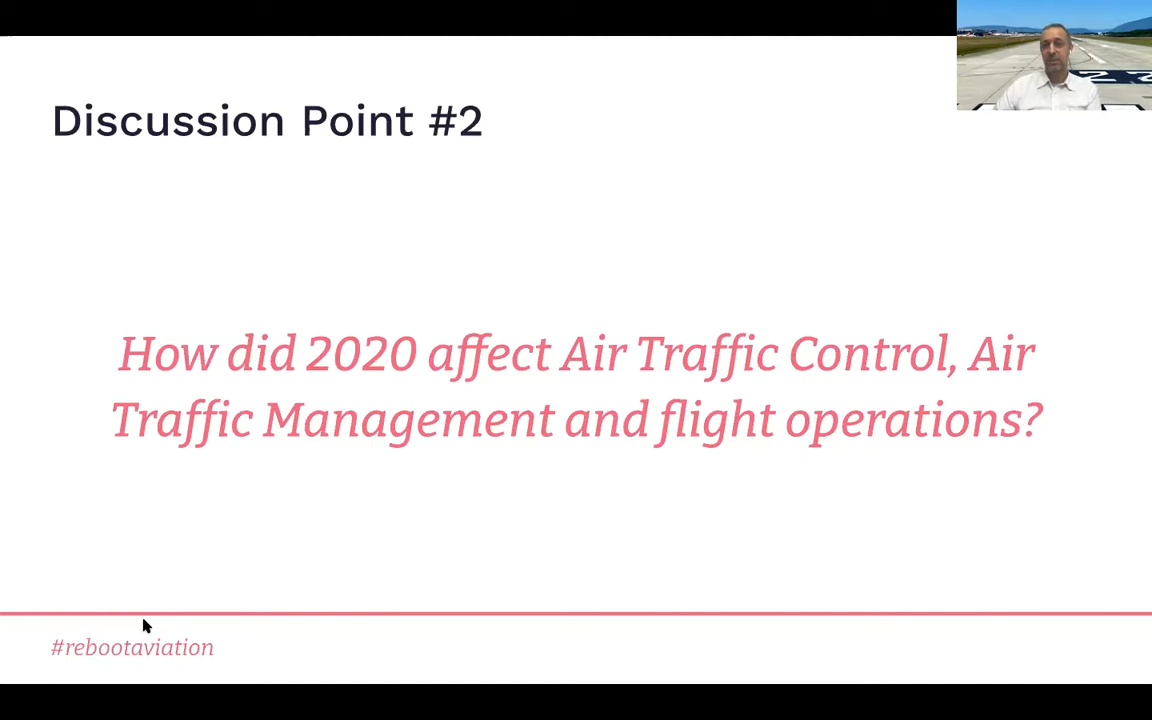 Discussion Point #2
How did 2020 affect Air Traffic Control, Air
Traffic Management and flight operations?
#rebootaviation